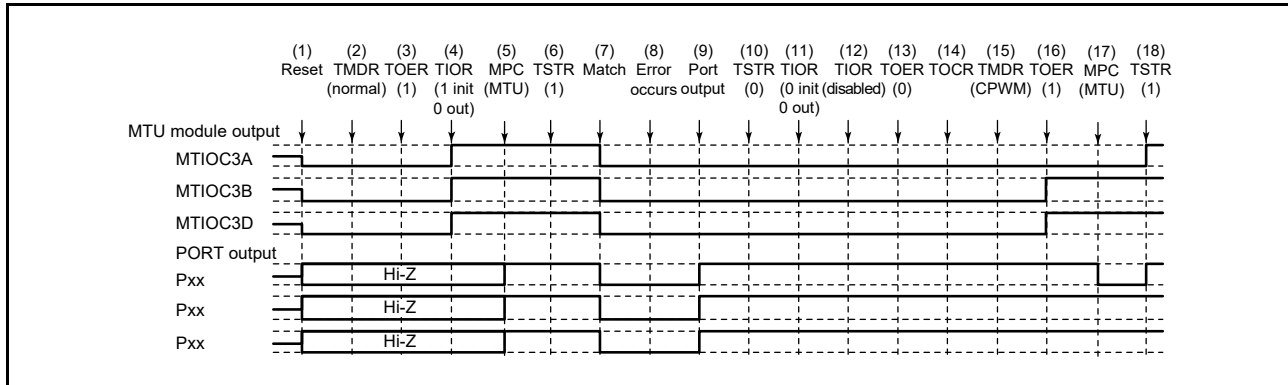 (1) (2) (3) (4) (5) (6) (7) (8) (9) (10) (11) (12) (13) (14) (15) (16) (17) (18)
Reset TMDR TOER TIOR MPC TSTR Match Error Port TSTR TIOR TIOR TOER TOCR TMDR TOER MPC TSTR
(normal) (1) (1 init (MTU) (1) occurs output (0) (0 init (disabled) (0) (CPWM) (1) (MTU) (1)
0 out) 0 out)
MTU module output
MTIOC3A
MTIOC3B
MTIOC3D
PORT output
Pxx Hi-Z
Pxx Hi-Z
Pxx Hi-Z